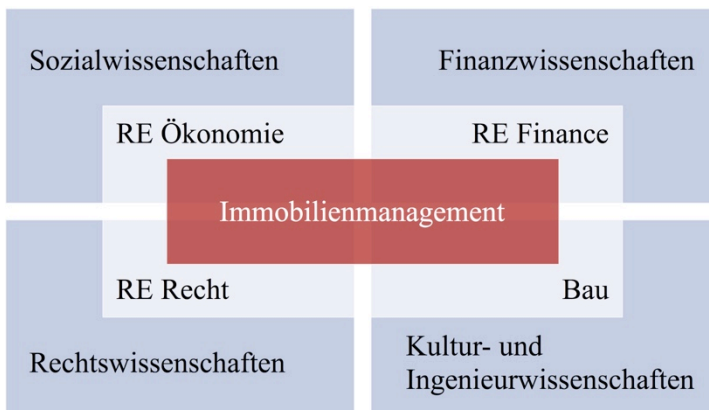 Sozialwissenschaften
Finanzwissenschaften
RE Ökonomie
RE Finance
Immobilienmanagement
RE Recht
Bau
Rechtswissenschaften
Kultur- und
Ingenieurwissenschaften